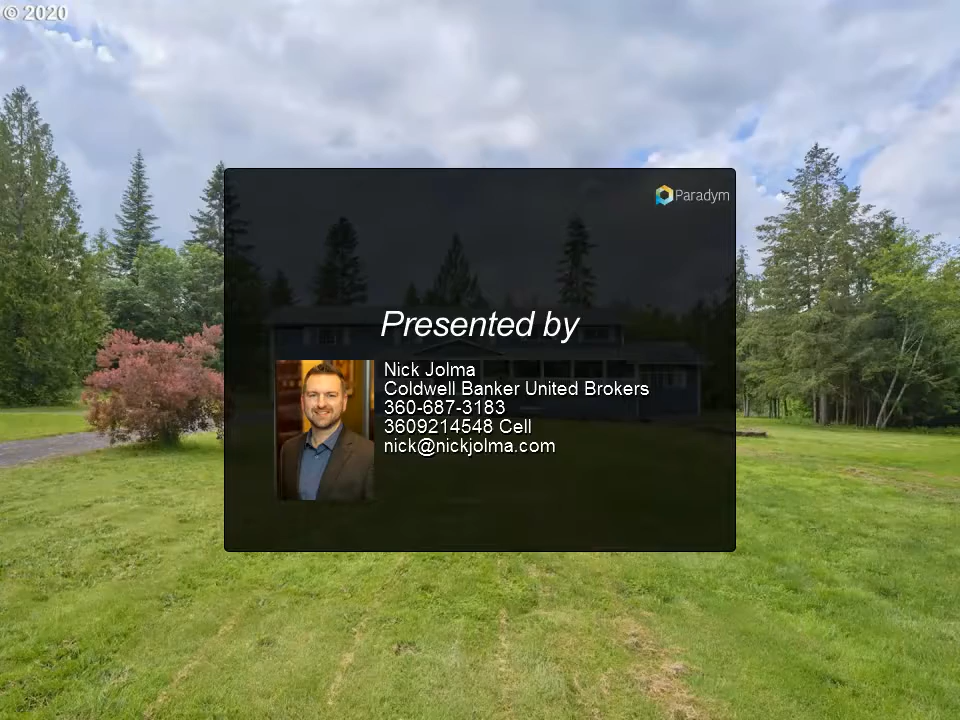 © 2020
Paradym
Presented by
Nick Jolma
Coldwell Banker United Brokers
360-687-3183
3609214548 Cell
nick@nickjolma.com